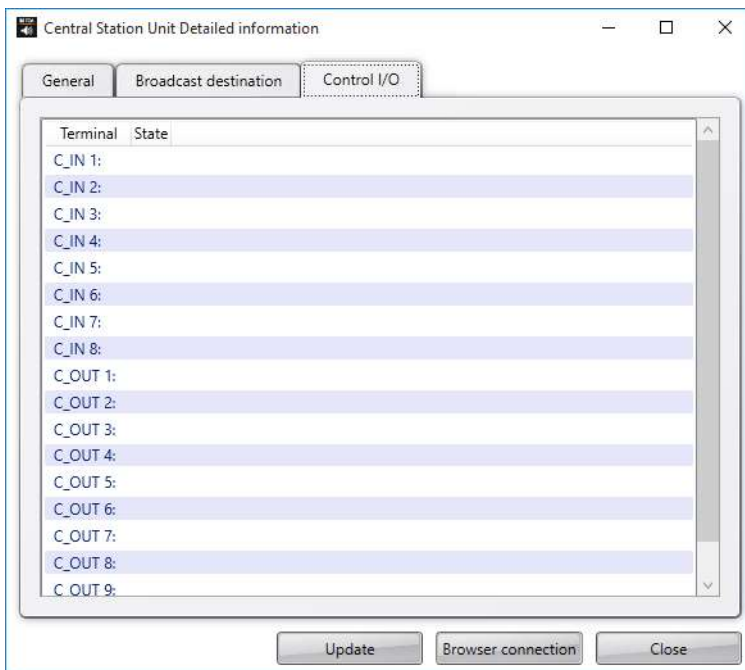 Central Station Unit Detailed information
General Broadcast destination Control I/O
Terminal State
C_IN 1:
C_IN 2:
C_IN 3:
C_IN 4:
C_IN 5:
C_IN 6:
C_IN 7:
C_IN 8:
C_OUT 1:
C_OUT 2:
C_OUT 3:
C_OUT 4:
C_OUT 5:
C_OUT 6:
C_OUT 7:
C_OUT 8:
C_OUT 9:
Update Browser connection Close